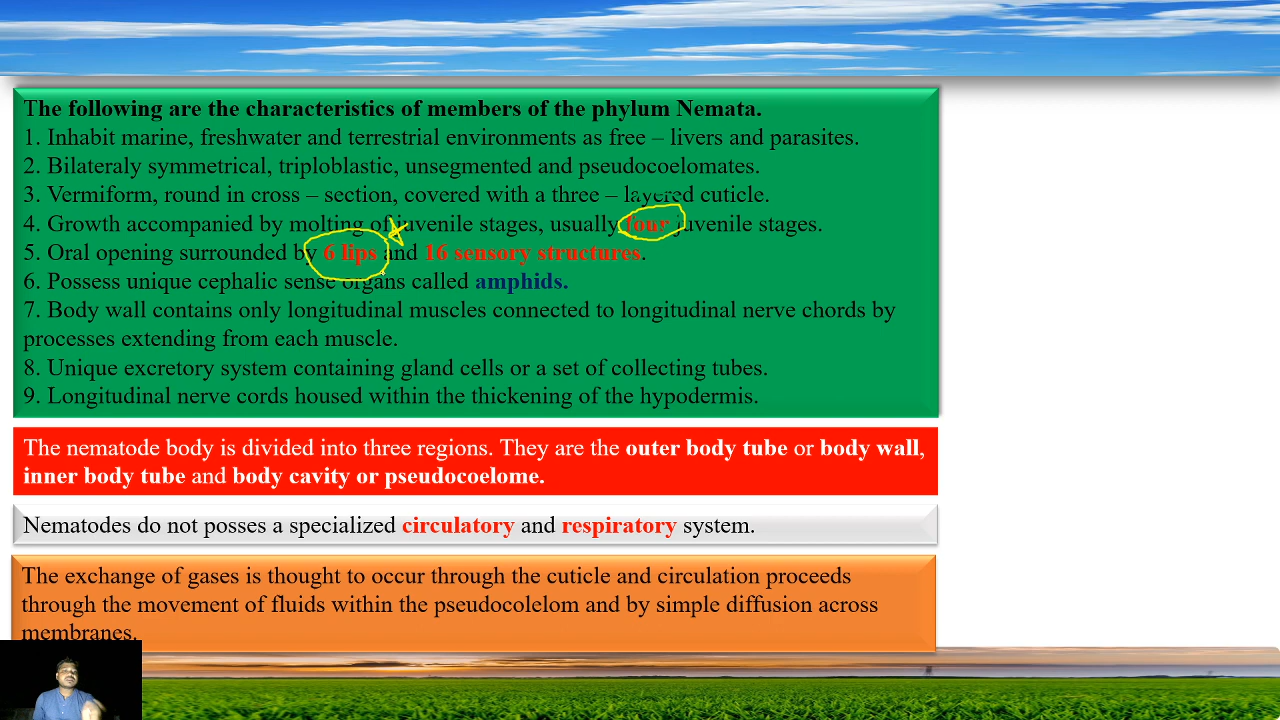 The following are the characteristics of members of the phylum Nemata.
1. Inhabit marine, freshwater and terrestrial environments as free – livers and parasites.
2. Bilateraly symmetrical, triploblastic, unsegmented and pseudocoelomates.
3. Vermiform, round in cross – section, covered with a three – layered cuticle.
4. Growth accompanied by molting of juvenile stages, usually four juvenile stages.
5. Oral opening surrounded by 6 lips and 16 sensory structures.
6. Possess unique cephalic sense organs called amphids.
7. Body wall contains only longitudinal muscles connected to longitudinal nerve chords by
processes extending from each muscle.
8. Unique excretory system containing gland cells or a set of collecting tubes.
9. Longitudinal nerve cords housed within the thickening of the hypodermis.
The nematode body is divided into three regions. They are the outer body tube or body wall,
inner body tube and body cavity or pseudocoelome.
Nematodes do not posses a specialized circulatory and respiratory system.
The exchange of gases is thought to occur through the cuticle and circulation proceeds
through the movement of fluids within the pseudocolelom and by simple diffusion across
membranes.